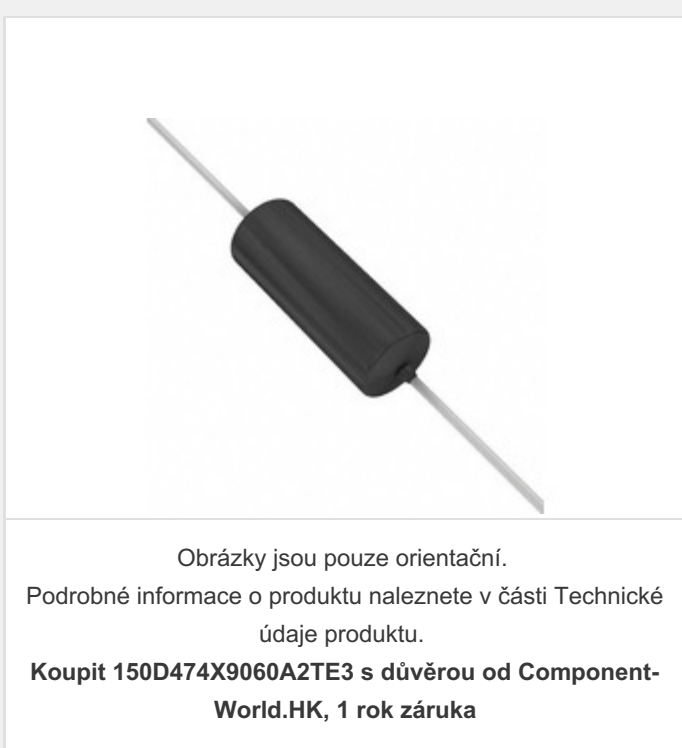 Obrázky jsou pouze orientační.
Podrobné informace o produktu naleznete v části Technické
údaje produktu.
Koupit 150D474X9060A2TE3 s důvěrou od Component-
World.HK, 1 rok záruka